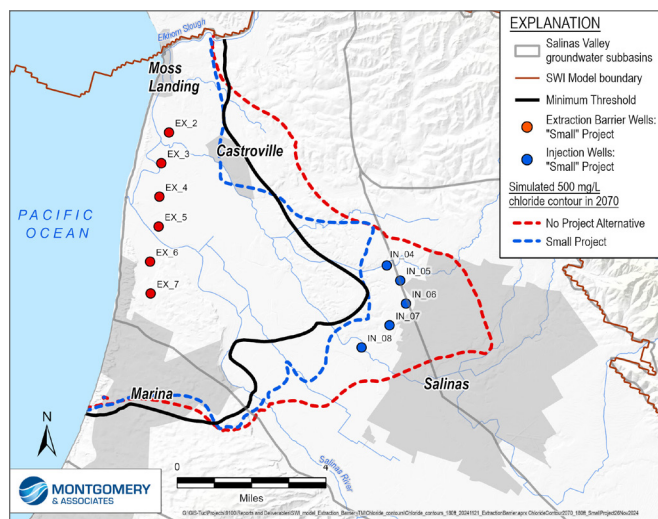 Elkhorn Slough
Moss
Landing
EX_2
EX_3
Castroville
EX_4
EX_5
PACIFIC
OCEAN
EX_6
EX_7
IN_04
IN_05
IN_06
IN_07
IN_08
Marina
Salinas
Salinas River
N
0
4
Miles
MONTGOMERY
& ASSOCIATES
EXPLANATION
Salinas Valley
groundwater subbasins
SWI Model boundary
Minimum Threshold
Extraction Barrier Wells:
"Small" Project
Injection Wells:
"Small" Project
Simulated 500 mg/L
chloride contour in 2070
No Project Alternative
Small Project